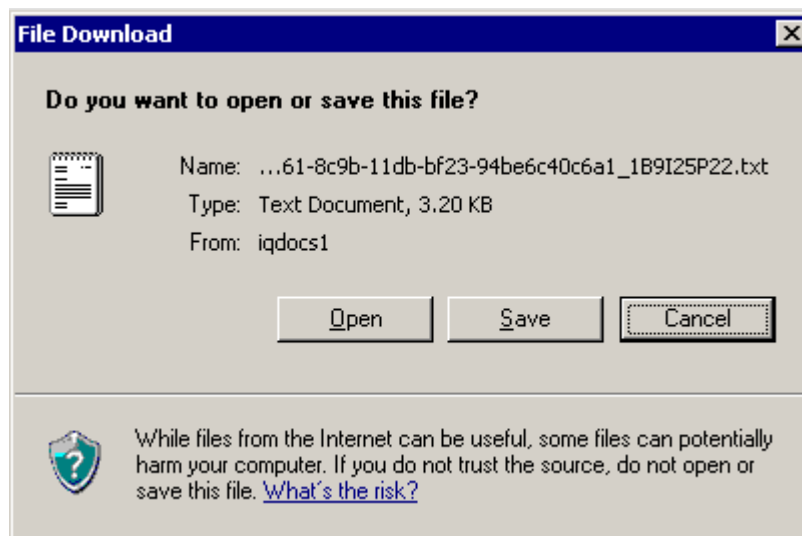 File Download
Do you want to open or save this file?
Name: ...61-8c9b-11db-bf23-94be6c40c6a1_1B9I25P22.txt
Type: Text Document, 3.20 KB
From: iqdocs1
Open Save Cancel
While files from the Internet can be useful, some files can potentially
harm your computer. If you do not trust the source, do not open or
save this file. What's the risk?